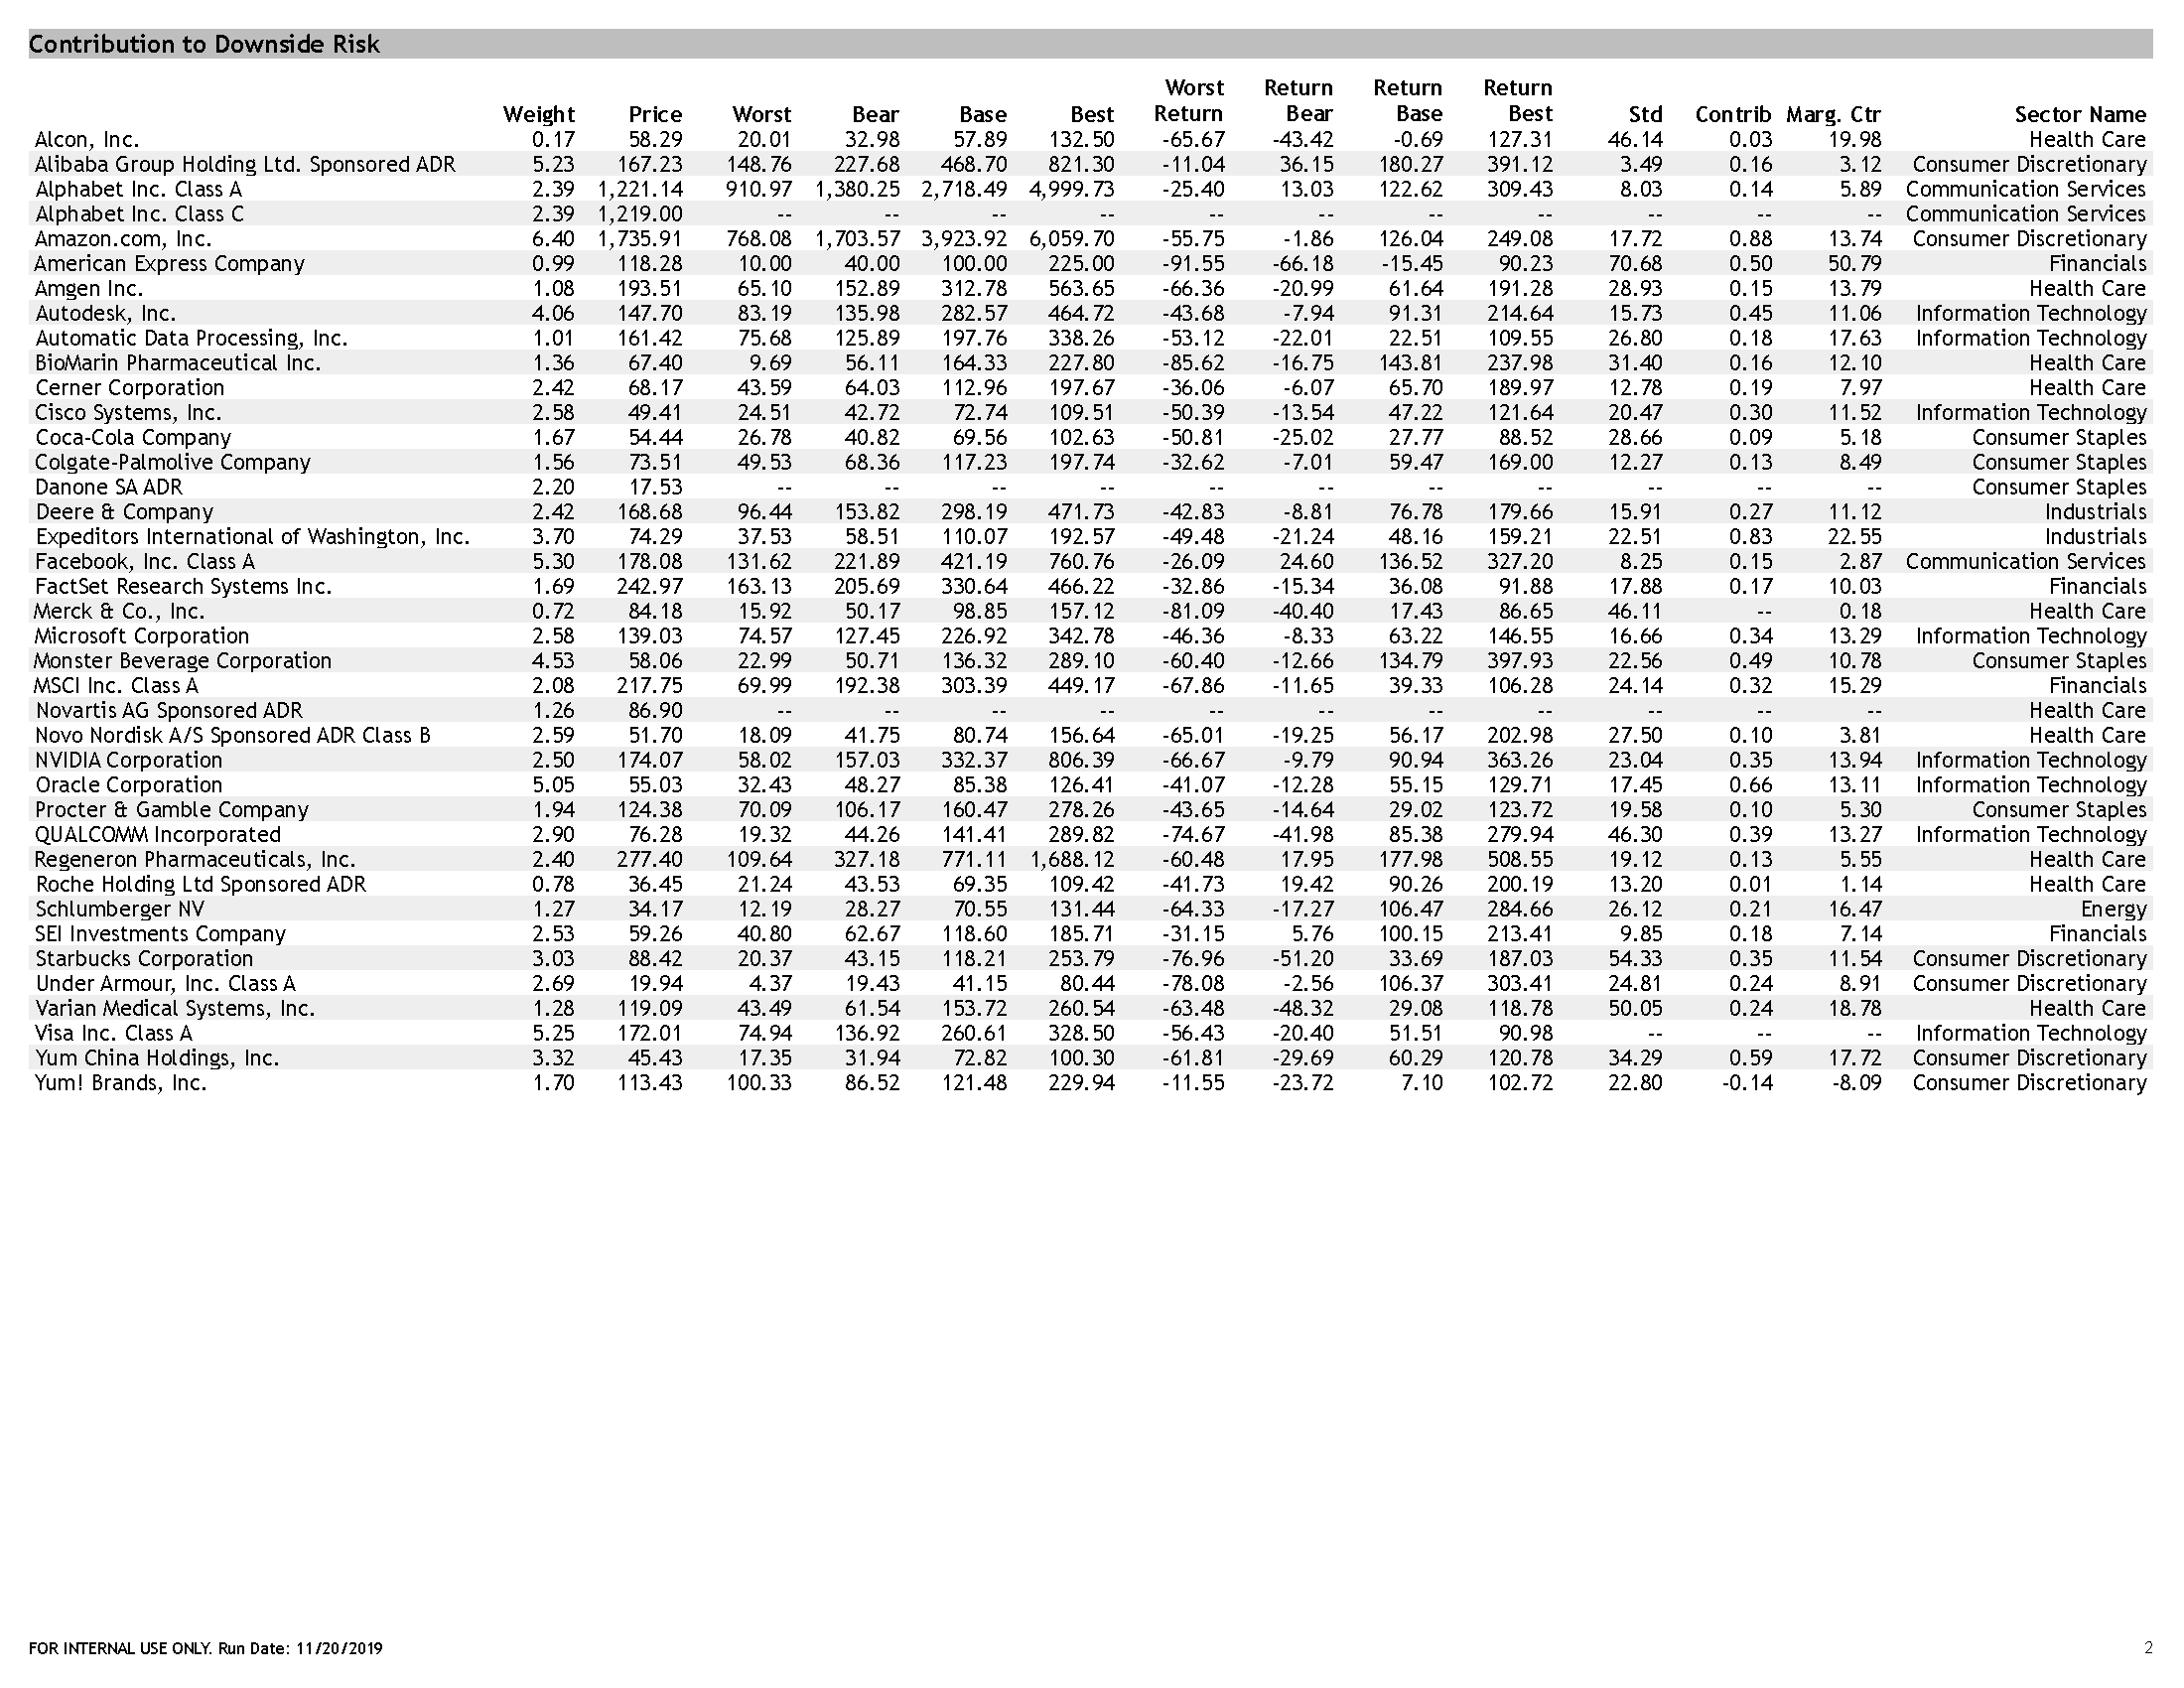 Contribution to Downside Risk
Worst Return Return Return
Weight Price Worst Bear Base Best Return Bear Base Best Std Contrib Marg. Ctr Sector Name
Alcon, Inc. 0.17 58.29 20.01 32.98 57.89 132.50 -65.67 -43.42 -0.69 127.31 46.14 0.03 19.98 Health Care
Alibaba Group Holding Ltd. Sponsored ADR 5.23 167.23 148.76 227.68 468.70 821.30 -11.04 36.15 180.27 391.12 3.49 0.16 3.12 Consumer Discretionary
Alphabet Inc. Class A 2.39 1,221.14 910.97 1,380.25 2,718.49 4,999.73 -25.40 13.03 122.62 309.43 8.03 0.14 5.89 Communication Services
Alphabet Inc. Class C 2.39 1,219.00 -- -- -- -- -- -- -- -- -- -- -- Communication Services
Amazon.com, Inc. 6.40 1,735.91 768.08 1,703.57 3,923.92 6,059.70 -55.75 -1.86 126.04 249.08 17.72 0.88 13.74 Consumer Discretionary
American Express Company 0.99 118.28 10.00 40.00 100.00 225.00 -91.55 -66.18 -15.45 90.23 70.68 0.50 50.79 Financials
Amgen Inc. 1.08 193.51 65.10 152.89 312.78 563.65 -66.36 -20.99 61.64 191.28 28.93 0.15 13.79 Health Care
Autodesk, Inc. 4.06 147.70 83.19 135.98 282.57 464.72 -43.68 -7.94 91.31 214.64 15.73 0.45 11.06 Information Technology
Automatic Data Processing, Inc. 1.01 161.42 75.68 125.89 197.76 338.26 -53.12 -22.01 22.51 109.55 26.80 0.18 17.63 Information Technology
BioMarin Pharmaceutical Inc. 1.36 67.40 9.69 56.11 164.33 227.80 -85.62 -16.75 143.81 237.98 31.40 0.16 12.10 Health Care
Cerner Corporation 2.42 68.17 43.59 64.03 112.96 197.67 -36.06 -6.07 65.70 189.97 12.78 0.19 7.97 Health Care
Cisco Systems, Inc. 2.58 49.41 24.51 42.72 72.74 109.51 -50.39 -13.54 47.22 121.64 20.47 0.30 11.52 Information Technology
Coca-Cola Company 1.67 54.44 26.78 40.82 69.56 102.63 -50.81 -25.02 27.77 88.52 28.66 0.09 5.18 Consumer Staples
Colgate-Palmolive Company 1.56 73.51 49.53 68.36 117.23 197.74 -32.62 -7.01 59.47 169.00 12.27 0.13 8.49 Consumer Staples
Danone SA ADR 2.20 17.53 -- -- -- -- -- -- -- -- -- -- -- Consumer Staples
Deere & Company 2.42 168.68 96.44 153.82 298.19 471.73 -42.83 -8.81 76.78 179.66 15.91 0.27 11.12 Industrials
Expeditors International of Washington, Inc. 3.70 74.29 37.53 58.51 110.07 192.57 -49.48 -21.24 48.16 159.21 22.51 0.83 22.55 Industrials
Facebook, Inc. Class A 5.30 178.08 131.62 221.89 421.19 760.76 -26.09 24.60 136.52 327.20 8.25 0.15 2.87 Communication Services
FactSet Research Systems Inc. 1.69 242.97 163.13 205.69 330.64 466.22 -32.86 -15.34 36.08 91.88 17.88 0.17 10.03 Financials
Merck & Co., Inc. 0.72 84.18 15.92 50.17 98.85 157.12 -81.09 -40.40 17.43 86.65 46.11 -- 0.18 Health Care
Microsoft Corporation 2.58 139.03 74.57 127.45 226.92 342.78 -46.36 -8.33 63.22 146.55 16.66 0.34 13.29 Information Technology
Monster Beverage Corporation 4.53 58.06 22.99 50.71 136.32 289.10 -60.40 -12.66 134.79 397.93 22.56 0.49 10.78 Consumer Staples
MSCI Inc. Class A 2.08 217.75 69.99 192.38 303.39 449.17 -67.86 -11.65 39.33 106.28 24.14 0.32 15.29 Financials
Novartis AG Sponsored ADR 1.26 86.90 -- -- -- -- -- -- -- -- -- -- -- Health Care
Novo Nordisk A/S Sponsored ADR Class B 2.59 51.70 18.09 41.75 80.74 156.64 -65.01 -19.25 56.17 202.98 27.50 0.10 3.81 Health Care
NVIDIA Corporation 2.50 174.07 58.02 157.03 332.37 806.39 -66.67 -9.79 90.94 363.26 23.04 0.35 13.94 Information Technology
Oracle Corporation 5.05 55.03 32.43 48.27 85.38 126.41 -41.07 -12.28 55.15 129.71 17.45 0.66 13.11 Information Technology
Procter & Gamble Company 1.94 124.38 70.09 106.17 160.47 278.26 -43.65 -14.64 29.02 123.72 19.58 0.10 5.30 Consumer Staples
QUALCOMM Incorporated 2.90 76.28 19.32 44.26 141.41 289.82 -74.67 -41.98 85.38 279.94 46.30 0.39 13.27 Information Technology
Regeneron Pharmaceuticals, Inc. 2.40 277.40 109.64 327.18 771.11 1,688.12 -60.48 17.95 177.98 508.55 19.12 0.13 5.55 Health Care
Roche Holding Ltd Sponsored ADR 0.78 36.45 21.24 43.53 69.35 109.42 -41.73 19.42 90.26 200.19 13.20 0.01 1.14 Health Care
Schlumberger NV 1.27 34.17 12.19 28.27 70.55 131.44 -64.33 -17.27 106.47 284.66 26.12 0.21 16.47 Energy
SEI Investments Company 2.53 59.26 40.80 62.67 118.60 185.71 -31.15 5.76 100.15 213.41 9.85 0.18 7.14 Financials
Starbucks Corporation 3.03 88.42 20.37 43.15 118.21 253.79 -76.96 -51.20 33.69 187.03 54.33 0.35 11.54 Consumer Discretionary
Under Armour, Inc. Class A 2.69 19.94 4.37 19.43 41.15 80.44 -78.08 -2.56 106.37 303.41 24.81 0.24 8.91 Consumer Discretionary
Varian Medical Systems, Inc. 1.28 119.09 43.49 61.54 153.72 260.54 -63.48 -48.32 29.08 118.78 50.05 0.24 18.78 Health Care
Visa Inc. Class A 5.25 172.01 74.94 136.92 260.61 328.50 -56.43 -20.40 51.51 90.98 -- -- -- Information Technology
Yum China Holdings, Inc. 3.32 45.43 17.35 31.94 72.82 100.30 -61.81 -29.69 60.29 120.78 34.29 0.59 17.72 Consumer Discretionary
Yum! Brands, Inc. 1.70 113.43 100.33 86.52 121.48 229.94 -11.55 -23.72 7.10 102.72 22.80 -0.14 -8.09 Consumer Discretionary
FOR INTERNAL USE ONLY. Run Date: 11/20/2019 2